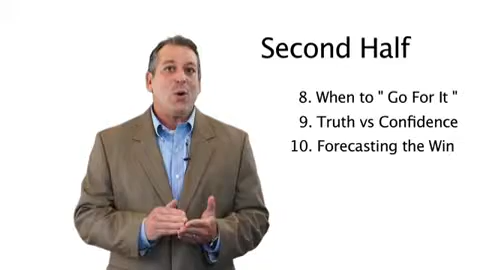 Second Half
8. When to " Go For It "
9. Truth vs Confidence
10. Forecasting the Win